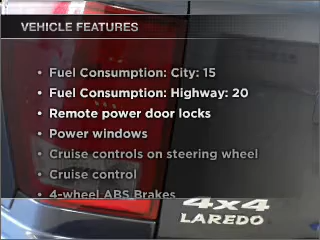 VEHICLE FEATURES
• Fuel Consumption: City: 15
• Fuel Consumption: Highway: 20
• Remote power door locks
• Power windows
• Cruise controls on steering wheel
• Cruise control
• 4-wheel ABS Brakes
4x4
LAREDO